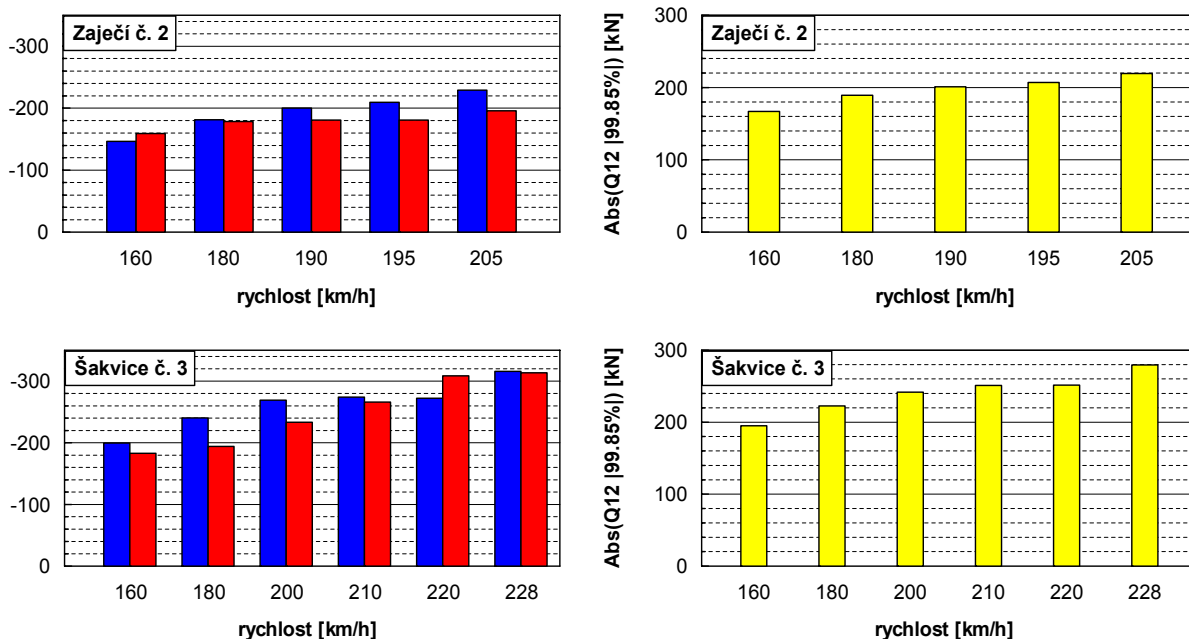 Zaječí č. 2
-300
-200
-100
0
160 180 190 195 205
rychlost [km/h]
Zaječí č. 2
Abs(Q12 |99.85%|) [kN]
300
200
100
0
160 180 190 195 205
rychlost [km/h]
Šakvice č. 3
-300
-200
-100
0
160 180 200 210 220 228
rychlost [km/h]
Šakvice č. 3
Abs(Q12 |99.85%|) [kN]
300
200
100
0
160 180 200 210 220 228
rychlost [km/h]